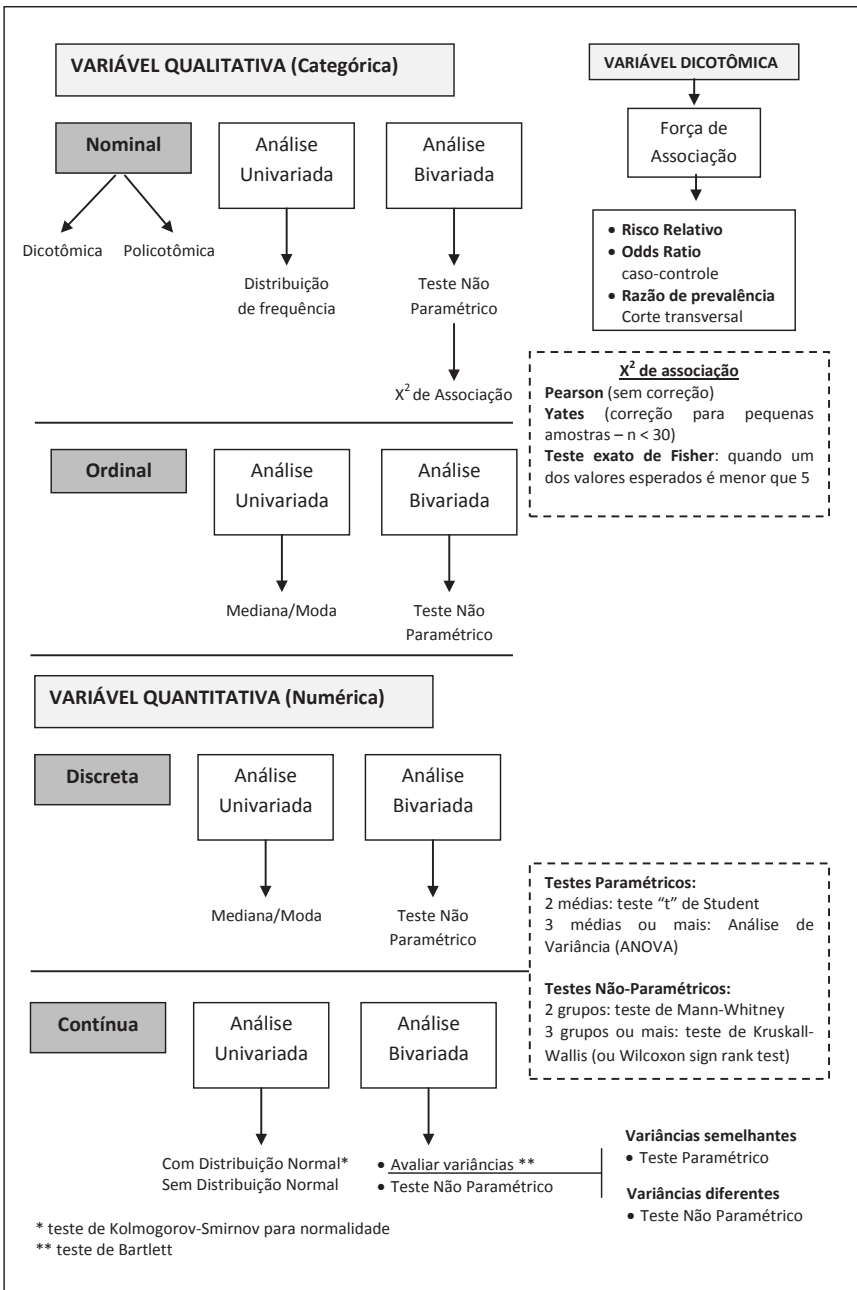 VARIÁVEL QUALITATIVA (Categórica)
VARIÁVEL DICOTÔMICA
Nominal
Análise
Univariada
Análise
Bivariada
Força de
Associação
Dicotômica
Policotômica
Distribuição
de frequência
Teste Não
Paramétrico
X² de Associação
• Risco Relativo
• Odds Ratio
caso-controle
• Razão de prevalência
Corte transversal
X² de associação
Pearson (sem correção)
Yates (correção para pequenas
amostras – n < 30)
Teste exato de Fisher: quando um
dos valores esperados é menor que 5
Ordinal
Análise
Univariada
Análise
Bivariada
Mediana/Moda
Teste Não
Paramétrico
VARIÁVEL QUANTITATIVA (Numérica)
Discreta
Análise
Univariada
Análise
Bivariada
Mediana/Moda
Teste Não
Paramétrico
Testes Paramétricos:
2 médias: teste “t” de Student
3 médias ou mais: Análise de
Variância (ANOVA)
Testes Não-Paramétricos:
2 grupos: teste de Mann-Whitney
3 grupos ou mais: teste de Kruskall-
Wallis (ou Wilcoxon sign rank test)
Contínua
Análise
Univariada
Análise
Bivariada
Com Distribuição Normal*
Sem Distribuição Normal
• Avaliar variâncias **
• Teste Não Paramétrico
Variâncias semelhantes
• Teste Paramétrico
Variâncias diferentes
• Teste Não Paramétrico
* teste de Kolmogorov-Smirnov para normalidade
** teste de Bartlett